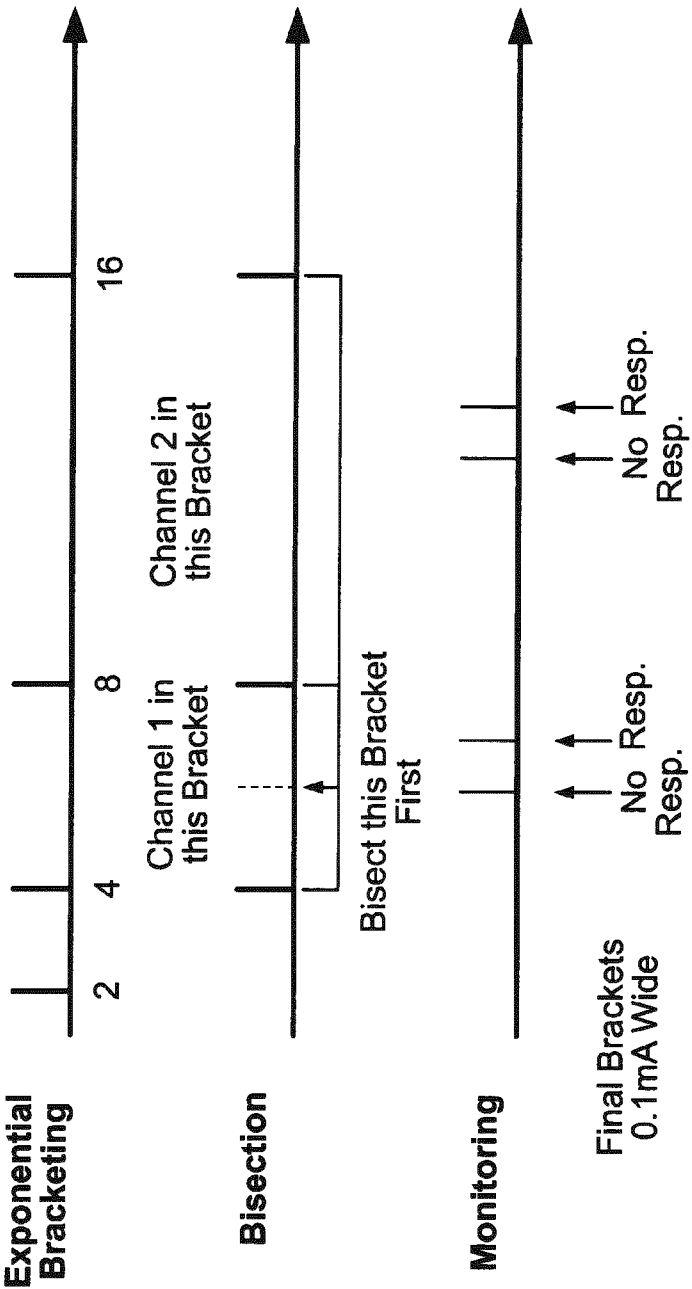 Exponential
Bracketing
2
4
8
16
Channel 1 in
this Bracket
Channel 2 in
this Bracket
Bisection
Bisect this Bracket
First
Monitoring
No
Resp.
Resp.
No
Resp.
Resp.
Final Brackets
0.1mA Wide